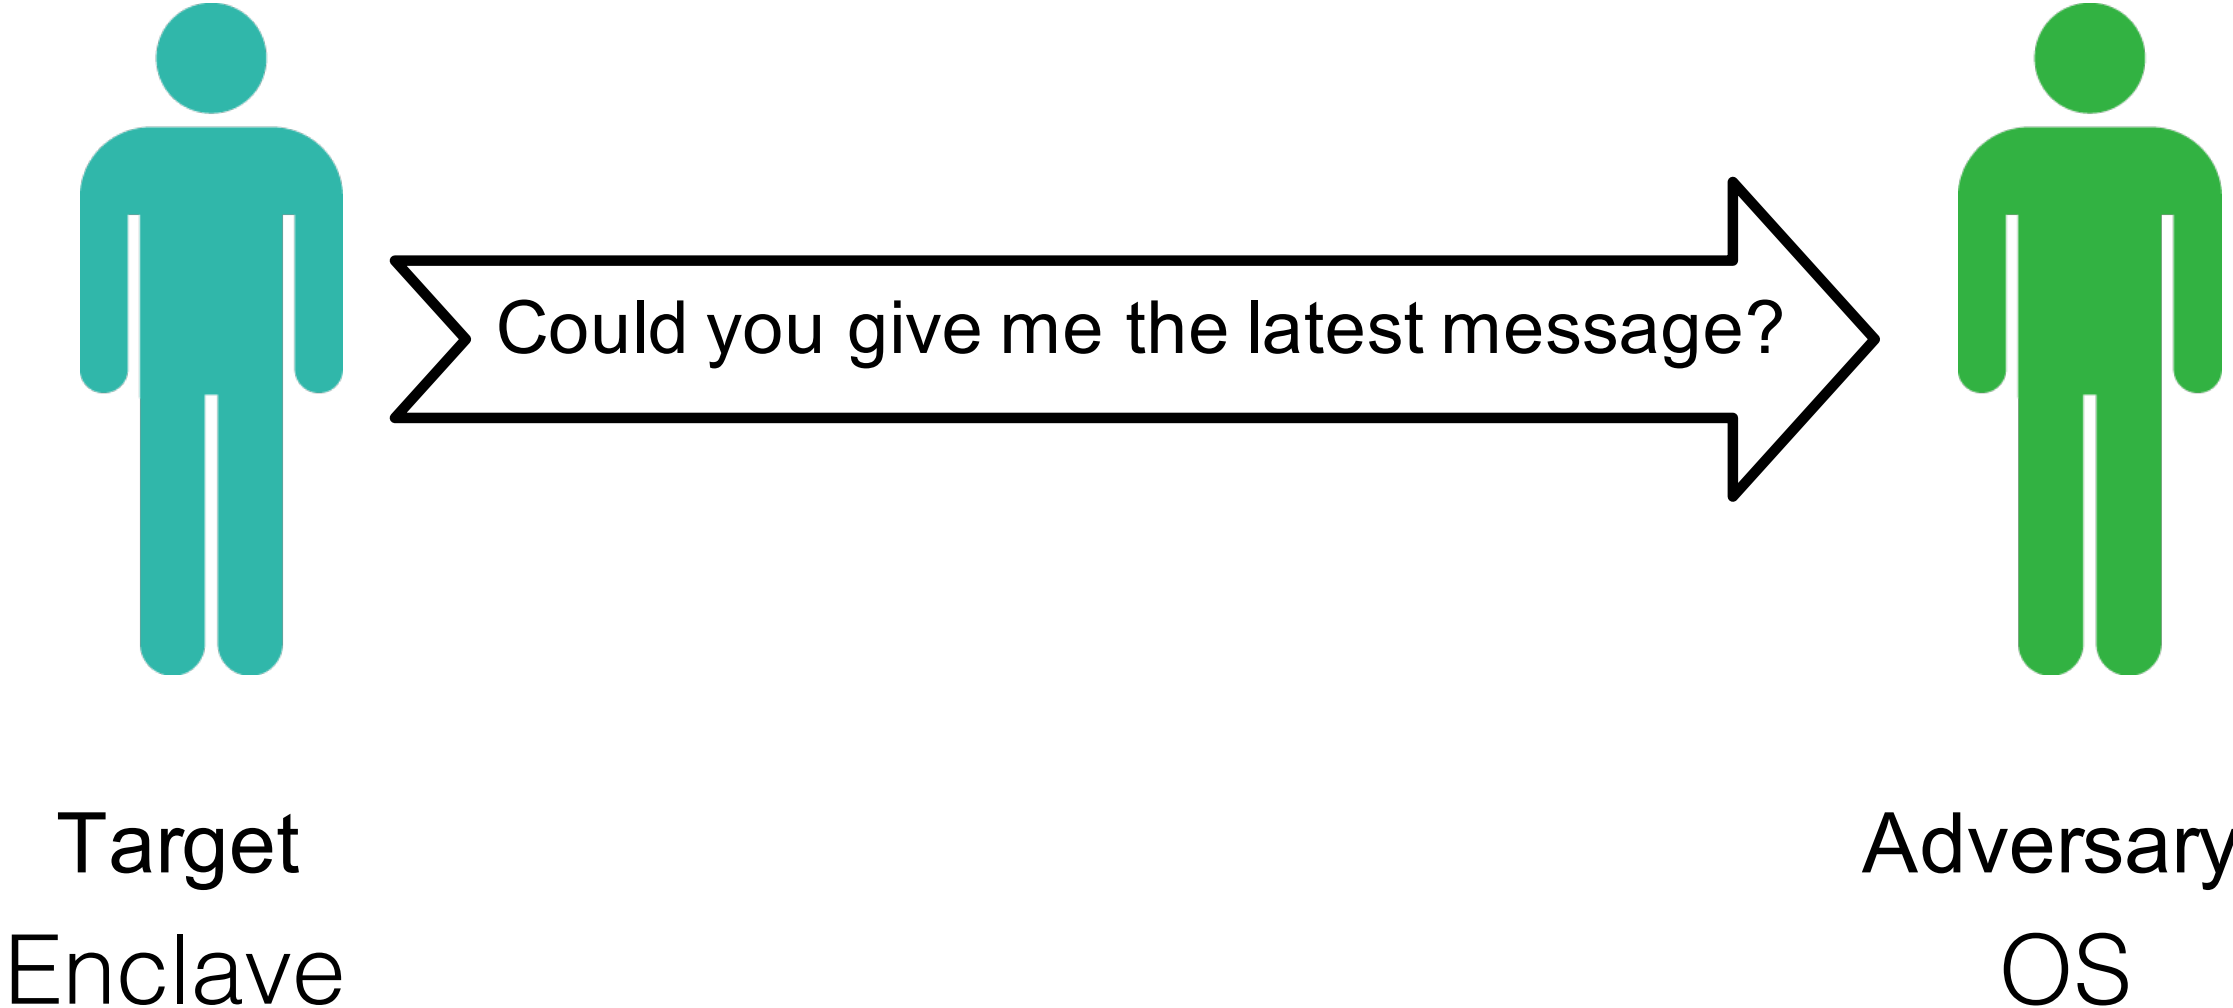 Could you give me the latest message?
Target
Adversary
Enclave
OS